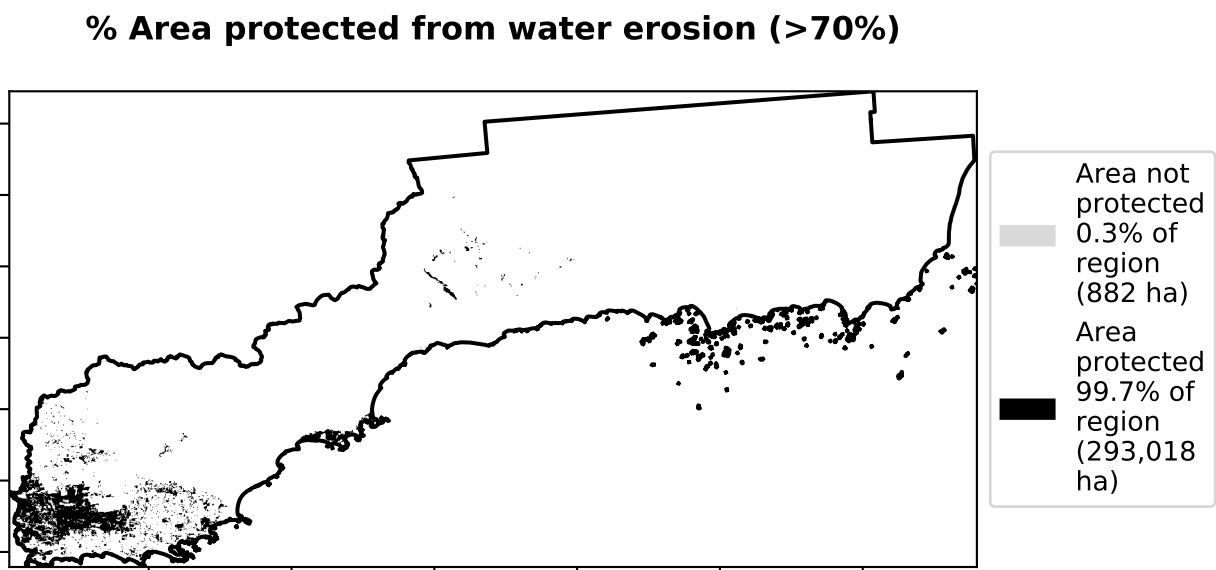 % Area protected from water erosion (>70%)
Area not
protected
0.3% of
region
(882 ha)
Area
protected
99.7% of
region
(293,018
ha)